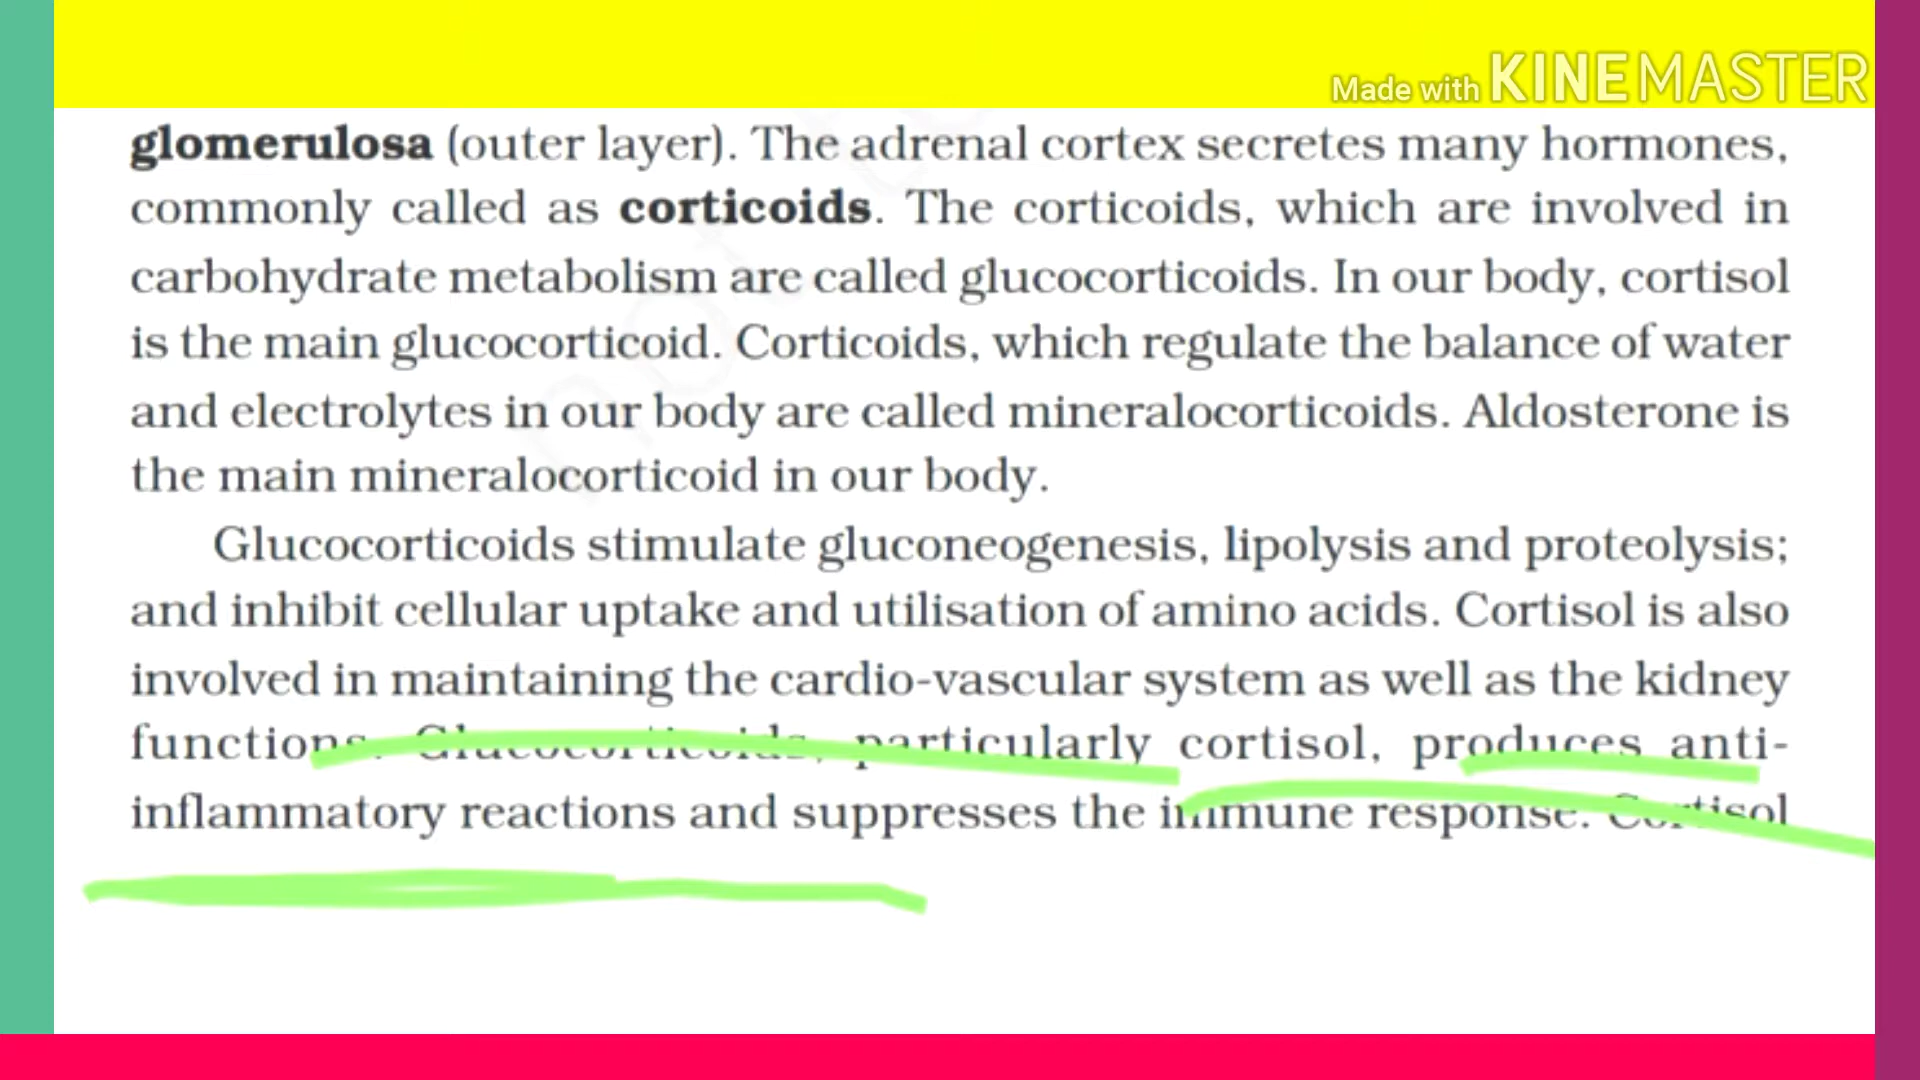 Made with KINEMASTER
glomerulosa (outer layer). The adrenal cortex secretes many hormones,
commonly called as corticoids. The corticoids, which are involved in
carbohydrate metabolism are called glucocorticoids. In our body, cortisol
is the main glucocorticoid. Corticoids, which regulate the balance of water
and electrolytes in our body are called mineralocorticoids. Aldosterone is
the main mineralocorticoid in our body.
Glucocorticoids stimulate gluconeogenesis, lipolysis and proteolysis;
and inhibit cellular uptake and utilisation of amino acids. Cortisol is also
involved in maintaining the cardio-vascular system as well as the kidney
functions. Glucocorticoids, particularly cortisol, produces anti-
inflammatory reactions and suppresses the immune response. Cortisol